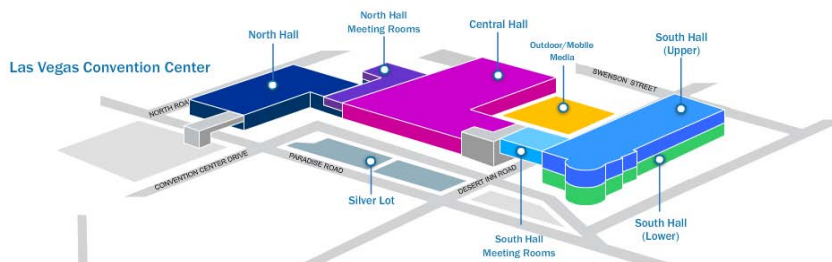 North Hall
Meeting Rooms
Central Hall
North Hall
South Hall
(Upper)
Outdoor/Mobile
Media
Las Vegas Convention Center
SWENSON STREET
NORTH ROA
CONVENTION CENTER DRIVE
PARADISE ROAD
DESERT INN ROAD
Silver Lot
South Hall
Meeting Rooms
South Hall
(Lower)